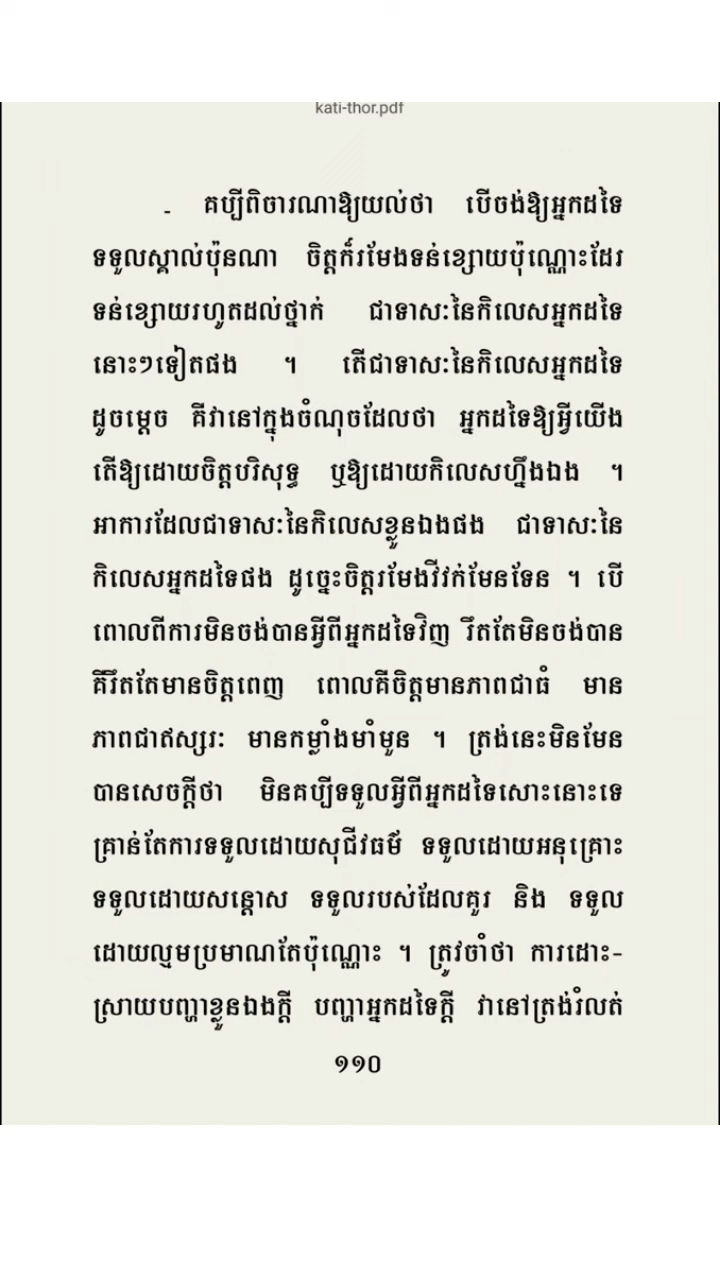 kati-thor.pdf
- គប្បីពិចារណាឱ្យយល់ថា បើចង់ឱ្យអ្នកដទៃ
ទទួលស្គាល់ប៉ុនណា ចិត្តក៏រមែងទន់ខ្សោយប៉ុណ្ណោះដែរ
ទន់ខ្សោយរហូតដល់ថ្នាក់ ជាទាសៈនៃកិលេសអ្នកដទៃ
នោះៗទៀតផង ។ តើជាទាសៈនៃកិលេសអ្នកដទៃ
ដូចម្ដេច គឺវានៅក្នុងចំណុចដែលថា អ្នកដទៃឱ្យអ្វីយើង
តើឱ្យដោយចិត្តបរិសុទ្ធ ឬឱ្យដោយកិលេសហ្នឹងឯង ។
អាការដែលជាទាសៈនៃកិលេសខ្លួនឯងផង ជាទាសៈនៃ
កិលេសអ្នកដទៃផង ដូច្នេះចិត្តរមែងវីវក់មែនទែន ។ បើ
ពោលពីការមិនចង់បានអ្វីពីអ្នកដទៃវិញ រឹតតែមិនចង់បាន
គឺរឹតតែមានចិត្តពេញ ពោលគឺចិត្តមានភាពជាធំ មាន
ភាពជាឥស្សរៈ មានកម្លាំងមាំមួន ។ ត្រង់នេះមិនមែន
បានសេចក្ដីថា មិនគប្បីទទួលអ្វីពីអ្នកដទៃសោះនោះទេ
គ្រាន់តែការទទួលដោយសុជីវធម៌ ទទួលដោយអនុគ្រោះ
ទទួលដោយសន្ដោស ទទួលរបស់ដែលគួរ និង ទទួល
ដោយល្មមប្រមាណតែប៉ុណ្ណោះ ។ ត្រូវចាំថា ការដោះ-
ស្រាយបញ្ហាខ្លួនឯងក្ដី បញ្ហាអ្នកដទៃក្ដី វានៅត្រង់រំលត់
១១០